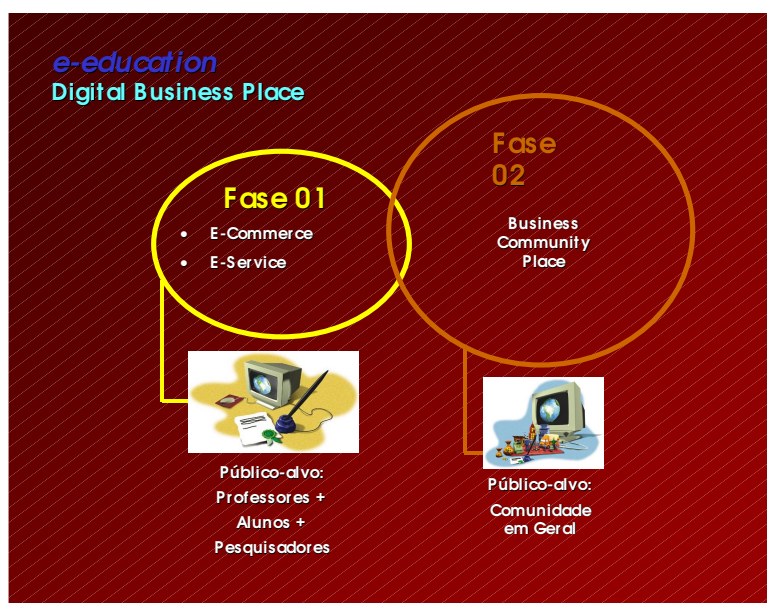 e-education
Digital Business Place
Fase 01
• E-Commerce
• E-Service
Público-alvo:
Professores +
Alunos +
Pesquisadores
Fase
02
Business
Community
Place
Público-alvo:
Comunidade
em Geral